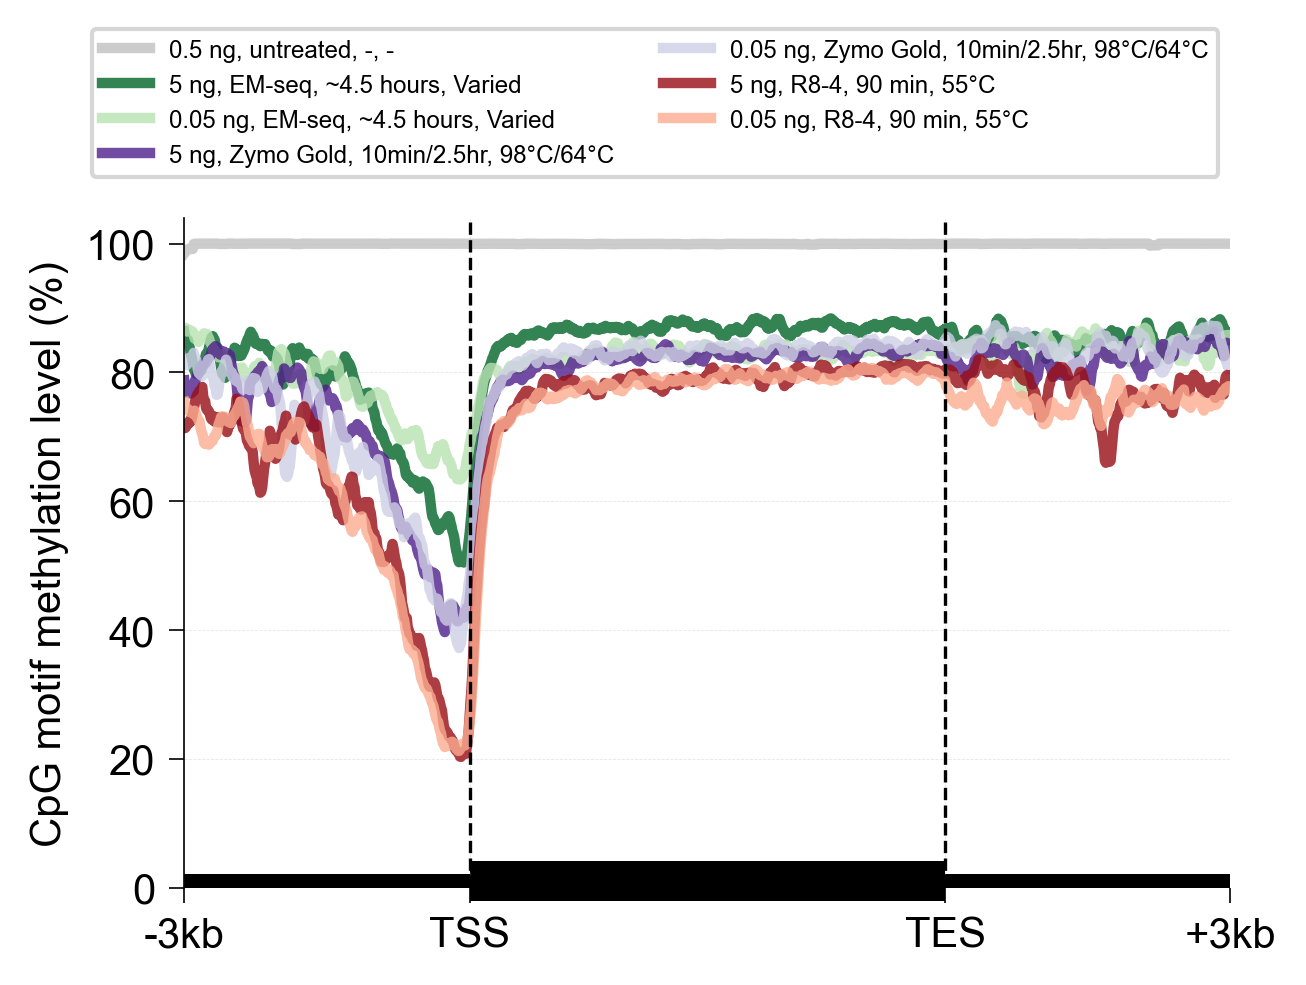 0.5 ng, untreated, -, -
5 ng, EM-seq, ~4.5 hours, Varied
0.05 ng, EM-seq, ~4.5 hours, Varied
5 ng, Zymo Gold, 10min/2.5hr, 98°C/64°C
0.05 ng, Zymo Gold, 10min/2.5hr, 98°C/64°C
5 ng, R8-4, 90 min, 55°C
0.05 ng, R8-4, 90 min, 55°C
CpG motif methylation level (%)
100
80
60
40
20
0
-3kb TSS TES +3kb